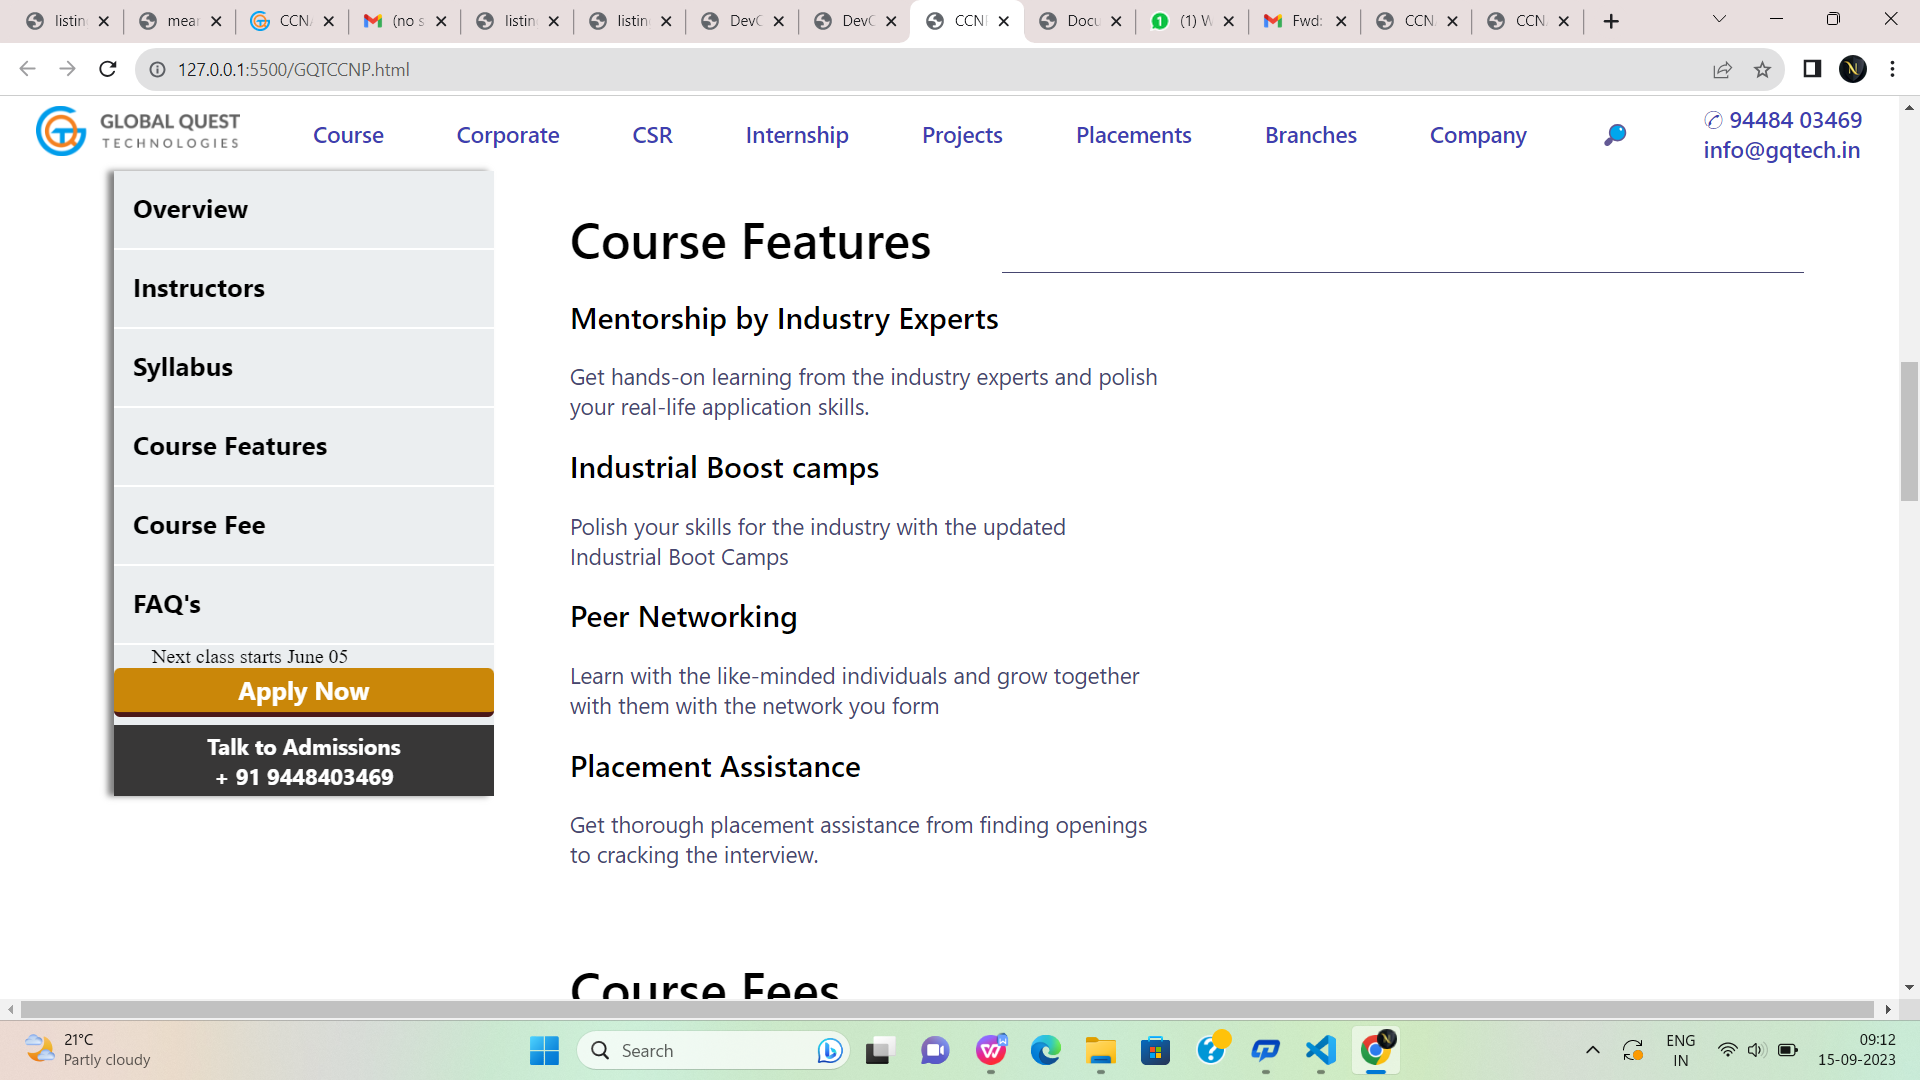 listin
mear
CCN
(no s
listin
listin
DevO
DevO
CCNP
Docu
(1) W
Fwd:
CCN
CCN
127.0.0.1:5500/GQTCCNP.html
GLOBAL QUEST
TECHNOLOGIES
Course
Corporate
CSR
Internship
Projects
Placements
Branches
Company
✆ 94484 03469
info@gqtech.in
Overview
Instructors
Syllabus
Course Features
Course Fee
FAQ's
Next class starts June 05
Apply Now
Talk to Admissions
+ 91 9448403469
Course Features
Mentorship by Industry Experts
Get hands-on learning from the industry experts and polish
your real-life application skills.
Industrial Boost camps
Polish your skills for the industry with the updated
Industrial Boot Camps
Peer Networking
Learn with the like-minded individuals and grow together
with them with the network you form
Placement Assistance
Get thorough placement assistance from finding openings
to cracking the interview.
Course Fees
21°C
Partly cloudy
Search
ENG
IN
09:12
15-09-2023